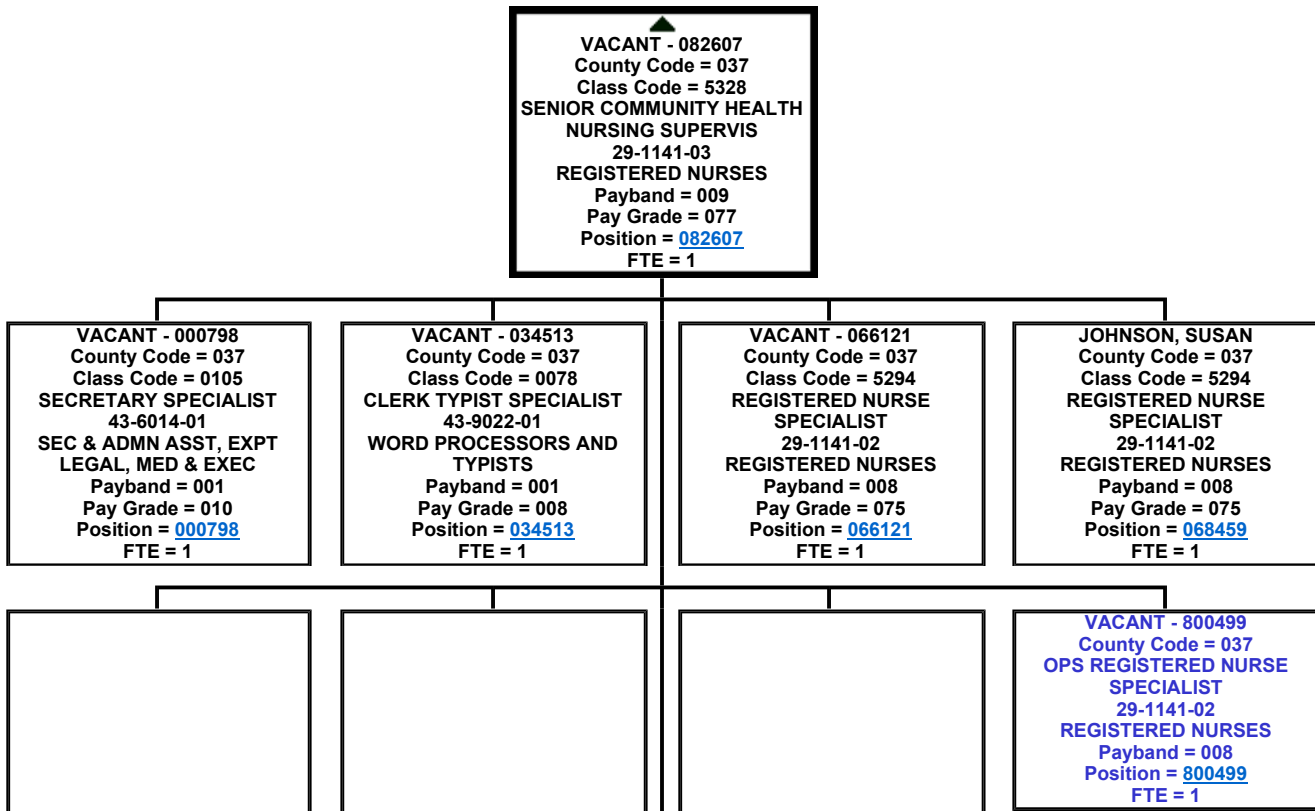 VACANT - 082607
County Code = 037
Class Code = 5328
SENIOR COMMUNITY HEALTH
NURSING SUPERVIS
29-1141-03
REGISTERED NURSES
Payband = 009
Pay Grade = 077
Position = 082607
FTE = 1
VACANT - 000798
County Code = 037
Class Code = 0105
SECRETARY SPECIALIST
43-6014-01
SEC & ADMN ASST, EXPT
LEGAL, MED & EXEC
Payband = 001
Pay Grade = 010
Position = 000798
FTE = 1
VACANT - 034513
County Code = 037
Class Code = 0078
CLERK TYPIST SPECIALIST
43-9022-01
WORD PROCESSORS AND
TYPISTS
Payband = 001
Pay Grade = 008
Position = 034513
FTE = 1
VACANT - 066121
County Code = 037
Class Code = 5294
REGISTERED NURSE
SPECIALIST
29-1141-02
REGISTERED NURSES
Payband = 008
Pay Grade = 075
Position = 066121
FTE = 1
JOHNSON, SUSAN
County Code = 037
Class Code = 5294
REGISTERED NURSE
SPECIALIST
29-1141-02
REGISTERED NURSES
Payband = 008
Pay Grade = 075
Position = 068459
FTE = 1
VACANT - 800499
County Code = 037
OPS REGISTERED NURSE
SPECIALIST
29-1141-02
REGISTERED NURSES
Payband = 008
Position = 800499
FTE = 1